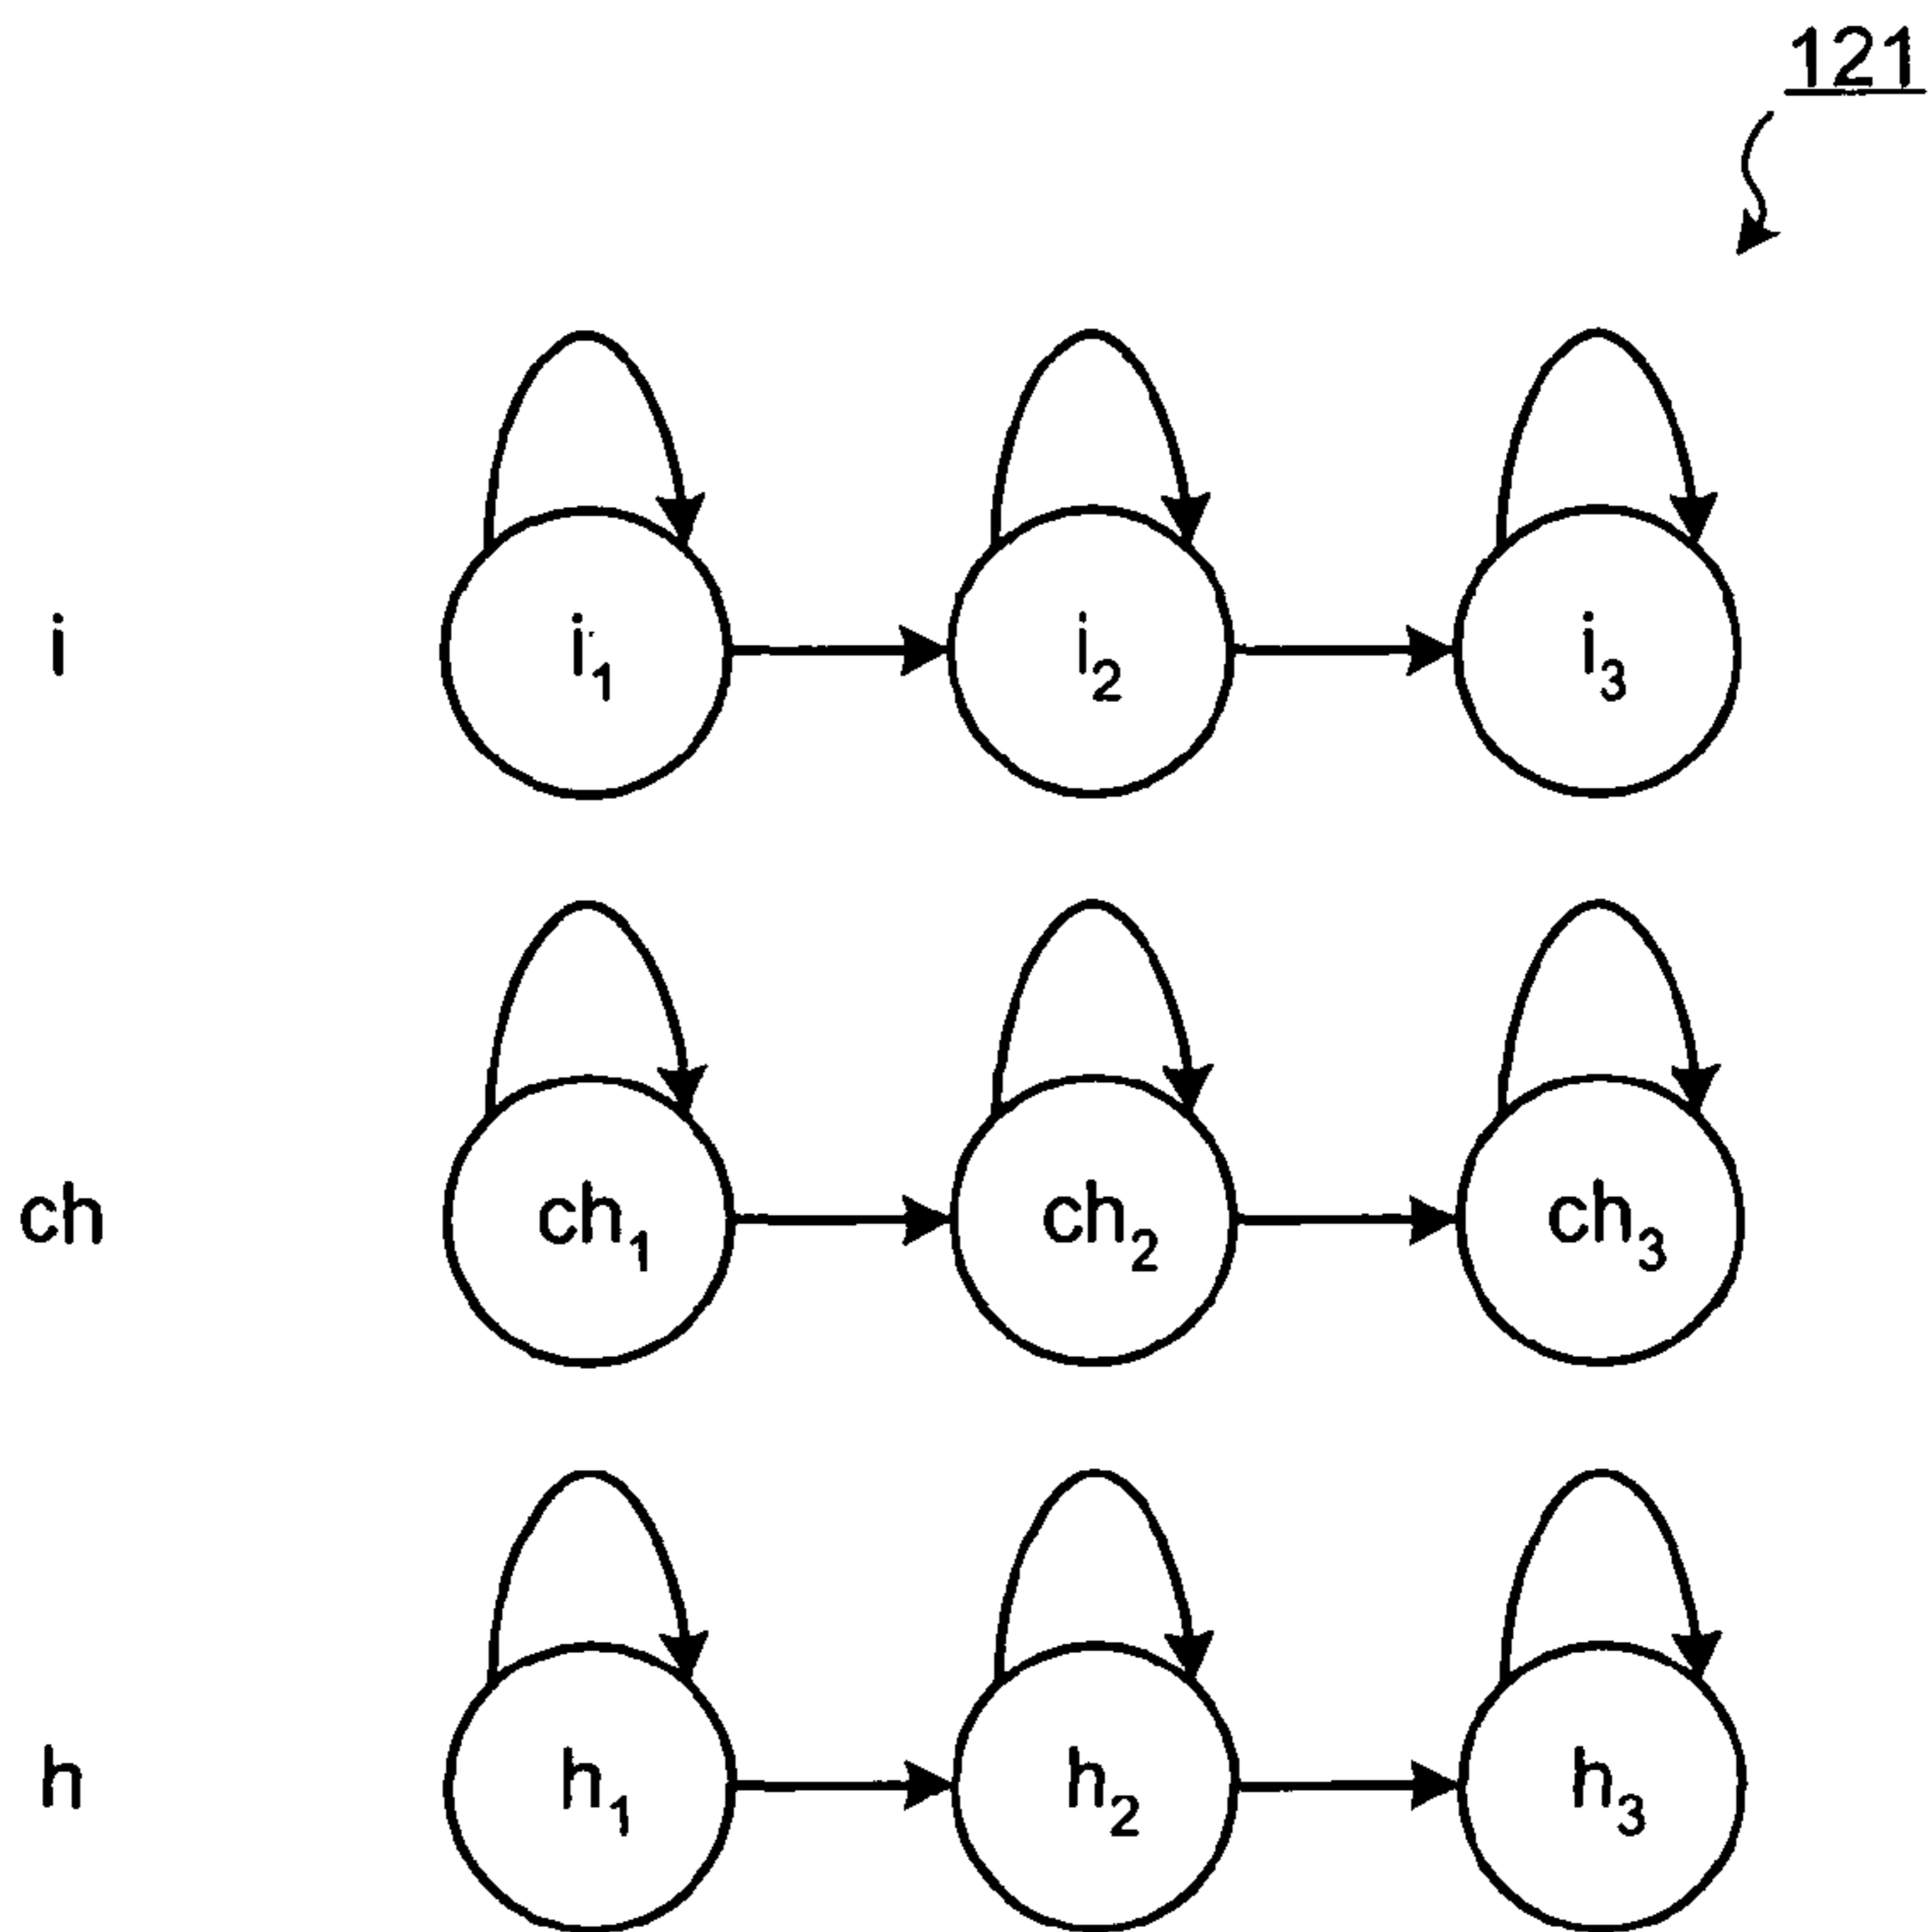 121
i i₁ i₂ i₃
ch ch₁ ch₂ ch₃
h h₁ h₂ h₃